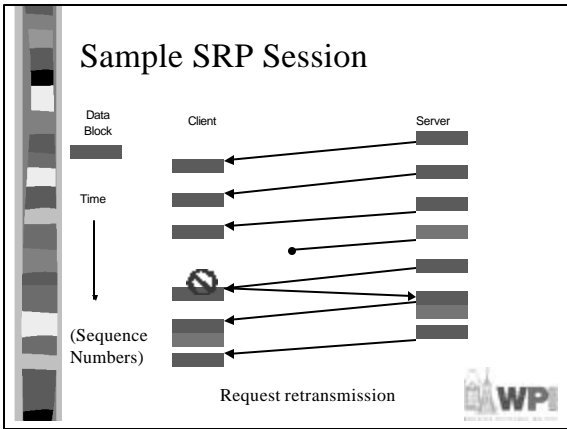 Sample SRP Session
Data
Block
Client
Server
Time
(Sequence
Numbers)
Request retransmission
WPI